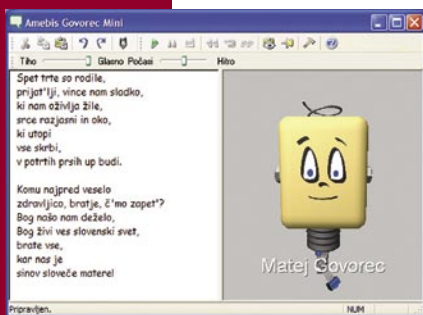 Amebis Govorec Mini
Tiho Glasno Počasi Hitro
Spet trte so rodile,
prijat'lji, vince nam sladko,
ki nam oživlja žile,
srce razjasni in oko,
ki utopi
vse skrbi,
v potrtih prsih up budi.
Komu najpred veselo
zdravljico, bratje, č'mo zapet'?
Bog našo nam deželo,
Bog živi ves slovenski svet,
brate vse,
kar nas je
sinov sloveče matere!
Matej Govorec
Pripravljen.
NUM